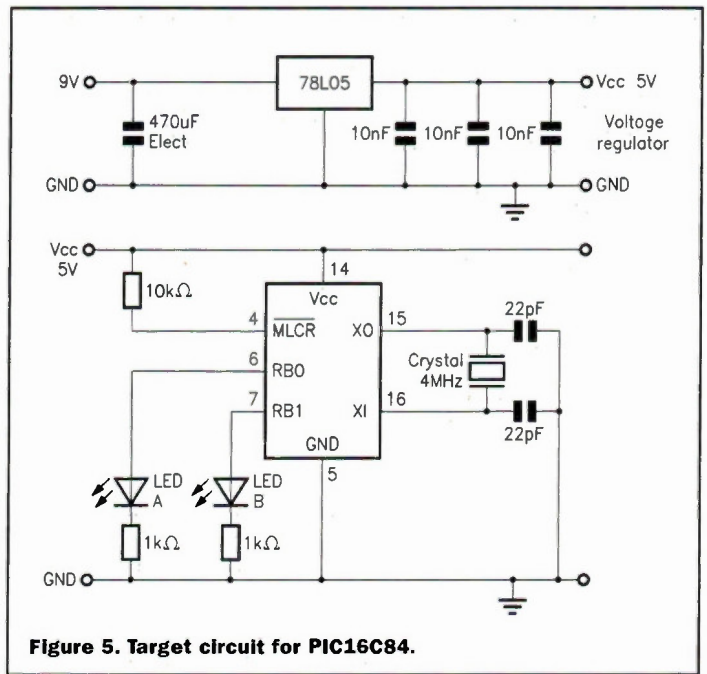 9V
78L05
Vcc 5V
470uF
Elect
10nF
10nF
10nF
Voltage
regulator
GND
GND
Vcc
5V
14
10kΩ
Vcc
4
MLCR
XO
15
22pF
6
RB0
Crystal
4MHz
7
RB1
XI
16
GND
22pF
5
LED
A
LED
B
1kΩ
1kΩ
GND
Figure 5. Target circuit for PIC16C84.